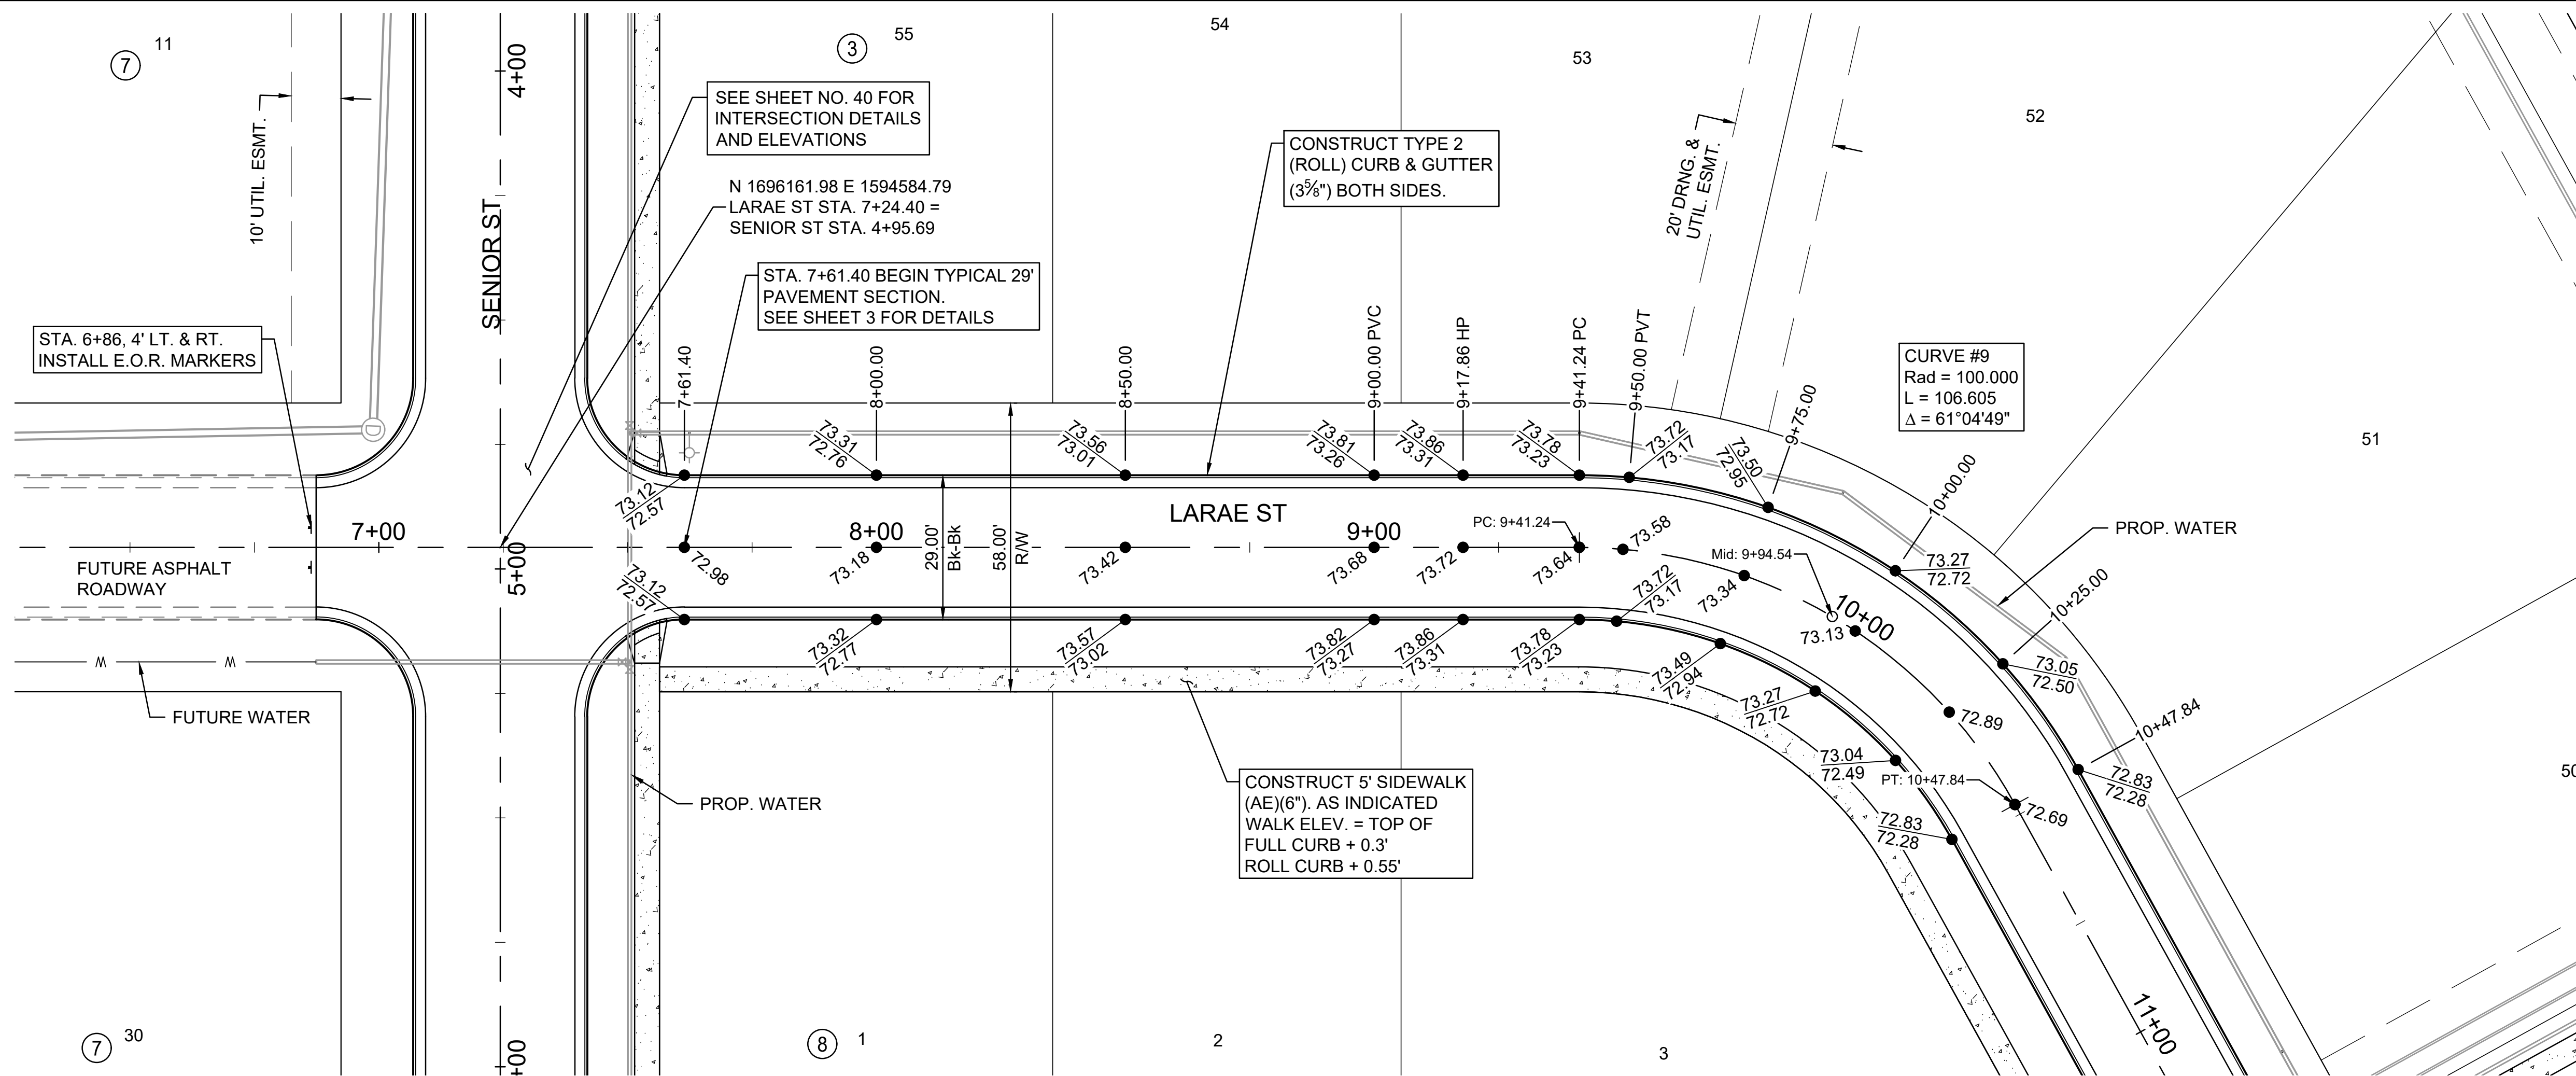 11
7
55
3
54
53
52
51
50
10' UTIL. ESMT.
4+00
SENIOR ST
SEE SHEET NO. 40 FOR
INTERSECTION DETAILS
AND ELEVATIONS
N 1696161.98 E 1594584.79
LARAE ST STA. 7+24.40 =
SENIOR ST STA. 4+95.69
STA. 7+61.40 BEGIN TYPICAL 29'
PAVEMENT SECTION.
SEE SHEET 3 FOR DETAILS
CONSTRUCT TYPE 2
(ROLL) CURB & GUTTER
(3⅝") BOTH SIDES.
20' DRNG. &
UTIL. ESMT.
STA. 6+86, 4' LT. & RT.
INSTALL E.O.R. MARKERS
CURVE #9
Rad = 100.000
L = 106.605
Δ = 61°04'49"
7+61.40
8+00.00
8+50.00
9+00.00 PVC
9+17.86 HP
9+41.24 PC
9+50.00 PVT
9+75.00
10+00.00
10+25.00
10+47.84
73.12
72.57
73.31
72.76
73.56
73.01
73.81
73.26
73.86
73.31
73.78
73.23
73.72
73.17
73.50
72.95
73.27
72.72
73.05
72.50
72.83
72.28
PROP. WATER
7+00
8+00
9+00
10+00
11+00
LARAE ST
PC: 9+41.24
Mid: 9+94.54
PT: 10+47.84
29.00'
Bk-Bk
58.00'
R/W
72.98
73.18
73.42
73.68
73.72
73.64
73.58
73.34
73.13
72.89
72.69
FUTURE ASPHALT
ROADWAY
5+00
73.12
72.57
73.32
72.77
73.57
73.02
73.82
73.27
73.86
73.31
73.78
73.23
73.72
73.17
73.49
72.94
73.27
72.72
73.04
72.49
72.83
72.28
W
W
FUTURE WATER
PROP. WATER
CONSTRUCT 5' SIDEWALK
(AE)(6"). AS INDICATED
WALK ELEV. = TOP OF
FULL CURB + 0.3'
ROLL CURB + 0.55'
7
30
+00
8
1
2
3